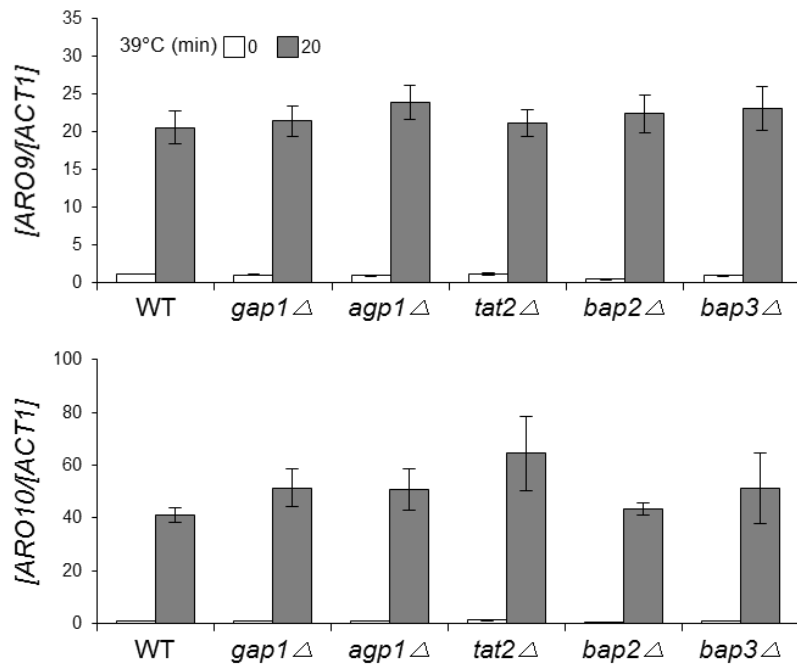 35
39°C (min) 0 20
30
25
20
15
10
5
0
[ARO9/[ACT1]
WT gap1△ agp1△ tat2△ bap2△ bap3△
100
80
60
40
20
0
[ARO10/[ACT1]
WT gap1△ agp1△ tat2△ bap2△ bap3△